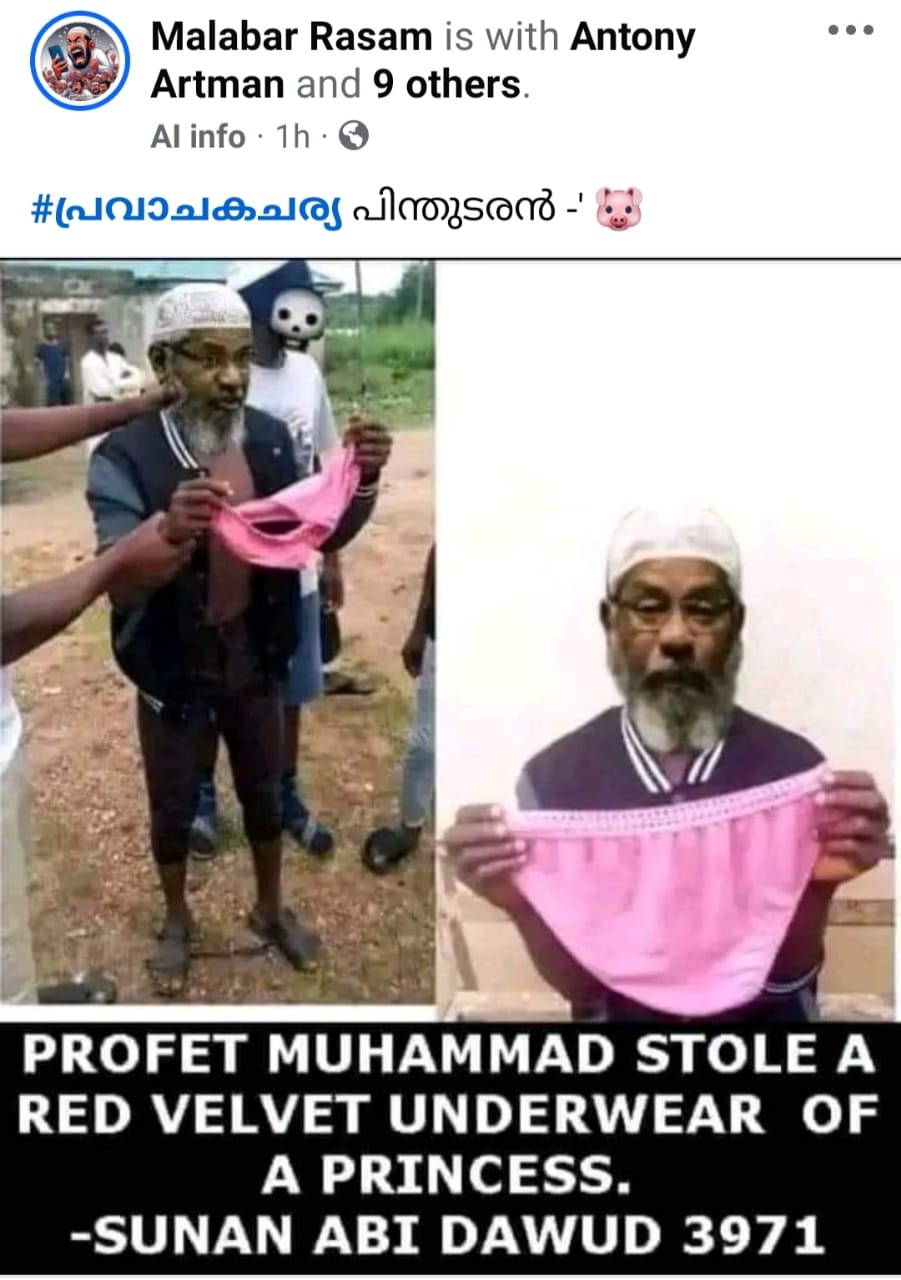 Malabar Rasam is with Antony
Artman and 9 others.
AI info · 1h ·
#പ്രവാചകചര്യ പിന്തുടരൻ -' 🐷
PROFET MUHAMMAD STOLE A
RED VELVET UNDERWEAR OF
A PRINCESS.
-SUNAN ABI DAWUD 3971